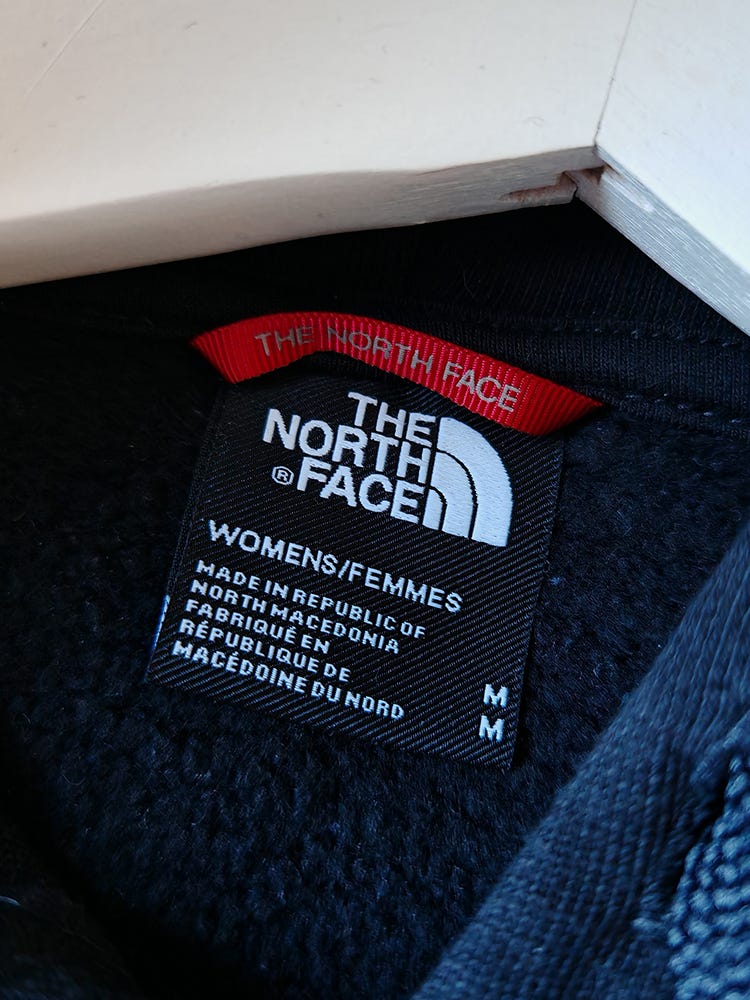 THE NORTH FACE
THE
NORTH
® FACE
WOMENS/FEMMES
MADE IN REPUBLIC OF
NORTH MACEDONIA
FABRIQUÉ EN
RÉPUBLIQUE DE
MACÉDOINE DU NORD
M
M